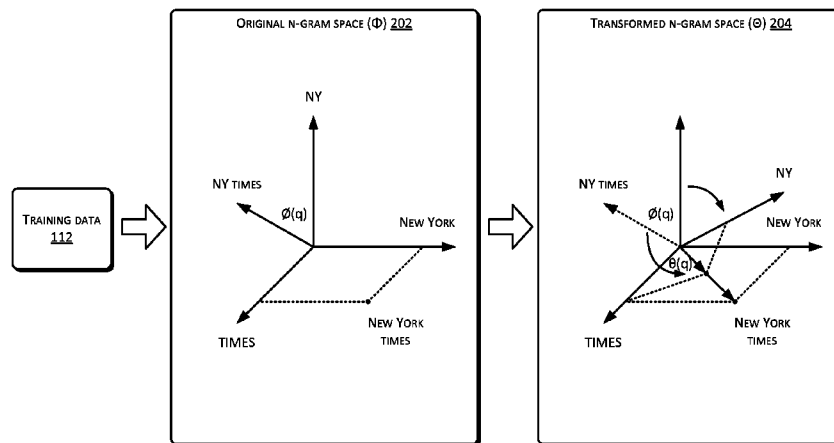 ORIGINAL N-GRAM SPACE (Φ) 202
TRANSFORMED N-GRAM SPACE (Θ) 204
NY
NY TIMES
Ø(q)
NEW YORK
TIMES
NEW YORK
TIMES
TRAINING DATA
112
NY
NY TIMES
Ø(q)
NEW YORK
θ(q)
TIMES
NEW YORK
TIMES